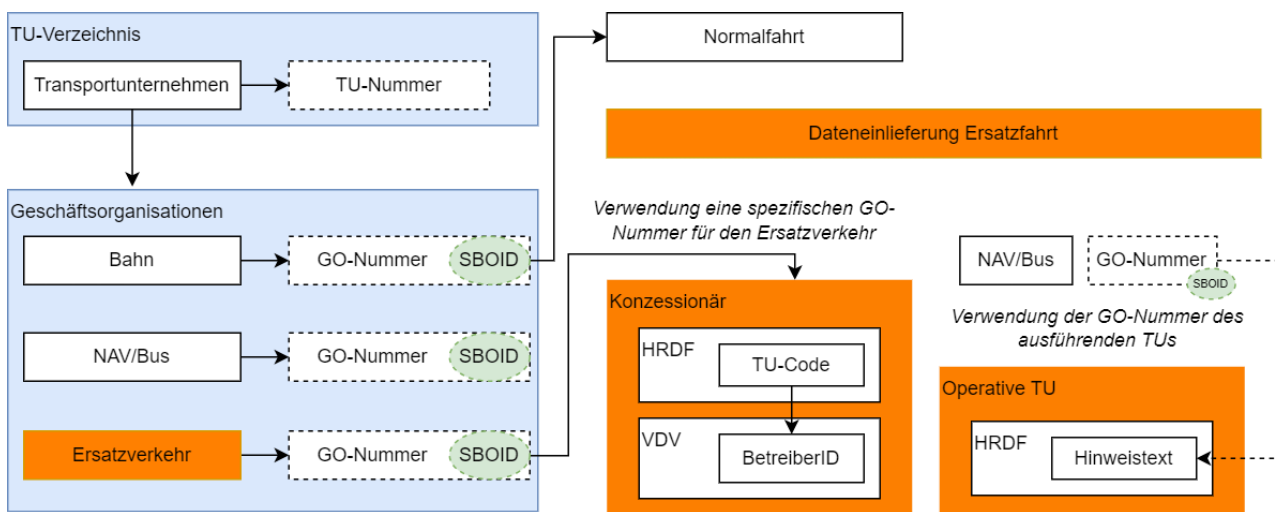 TU-Verzeichnis
Transportunternehmen
TU-Nummer
Normalfahrt
Dateneinlieferung Ersatzfahrt
Geschäftsorganisationen
Bahn
GO-Nummer
SBOID
NAV/Bus
GO-Nummer
SBOID
Ersatzverkehr
GO-Nummer
SBOID
Verwendung eine spezifischen GO-
Nummer für den Ersatzverkehr
Konzessionär
HRDF
TU-Code
VDV
BetreiberID
NAV/Bus
GO-Nummer
SBOID
Verwendung der GO-Nummer des
ausführenden TUs
Operative TU
HRDF
Hinweistext